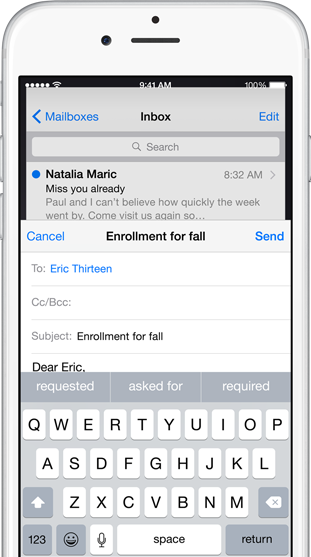 9:41 AM 100%
Mailboxes Inbox Edit
Search
Natalia Maric 8:32 AM
Miss you already
Paul and I can't believe how quickly the week
went by. Come visit us again so…
Cancel Enrollment for fall Send
To: Eric Thirteen
Cc/Bcc:
Subject: Enrollment for fall
Dear Eric,
requested asked for required
Q W E R T Y U I O P
A S D F G H J K L
Z X C V B N M
123 space return